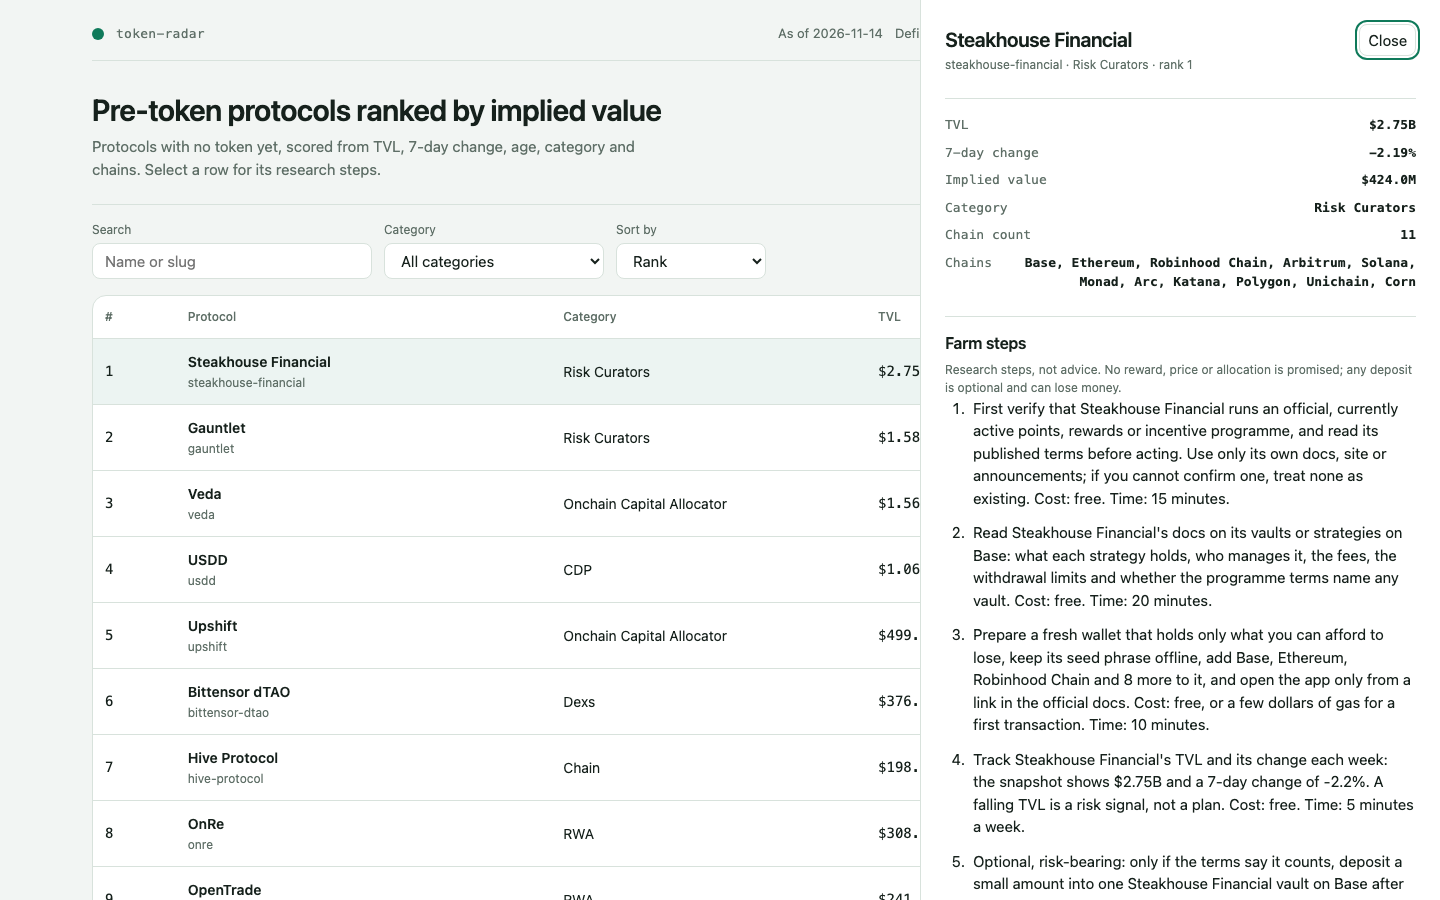 token-radar
As of 2026-11-14 Defi
Pre-token protocols ranked by implied value
Protocols with no token yet, scored from TVL, 7-day change, age, category and
chains. Select a row for its research steps.
Search
Category
Sort by
Name or slug
All categories
Rank
# Protocol Category TVL
1 Steakhouse Financial Risk Curators $2.75
steakhouse-financial
2 Gauntlet Risk Curators $1.58
gauntlet
3 Veda Onchain Capital Allocator $1.56
veda
4 USDD CDP $1.06
usdd
5 Upshift Onchain Capital Allocator $499.
upshift
6 Bittensor dTAO Dexs $376.
bittensor-dtao
7 Hive Protocol Chain $198.
hive-protocol
8 OnRe RWA $308.
onre
9 OpenTrade RWA $241
Steakhouse Financial
Close
steakhouse-financial · Risk Curators · rank 1
TVL $2.75B
7-day change −2.19%
Implied value $424.0M
Category Risk Curators
Chain count 11
Chains Base, Ethereum, Robinhood Chain, Arbitrum, Solana,
Monad, Arc, Katana, Polygon, Unichain, Corn
Farm steps
Research steps, not advice. No reward, price or allocation is promised; any deposit
is optional and can lose money.
1. First verify that Steakhouse Financial runs an official, currently
active points, rewards or incentive programme, and read its
published terms before acting. Use only its own docs, site or
announcements; if you cannot confirm one, treat none as
existing. Cost: free. Time: 15 minutes.
2. Read Steakhouse Financial's docs on its vaults or strategies on
Base: what each strategy holds, who manages it, the fees, the
withdrawal limits and whether the programme terms name any
vault. Cost: free. Time: 20 minutes.
3. Prepare a fresh wallet that holds only what you can afford to
lose, keep its seed phrase offline, add Base, Ethereum,
Robinhood Chain and 8 more to it, and open the app only from a
link in the official docs. Cost: free, or a few dollars of gas for a
first transaction. Time: 10 minutes.
4. Track Steakhouse Financial's TVL and its change each week:
the snapshot shows $2.75B and a 7-day change of -2.2%. A
falling TVL is a risk signal, not a plan. Cost: free. Time: 5 minutes
a week.
5. Optional, risk-bearing: only if the terms say it counts, deposit a
small amount into one Steakhouse Financial vault on Base after